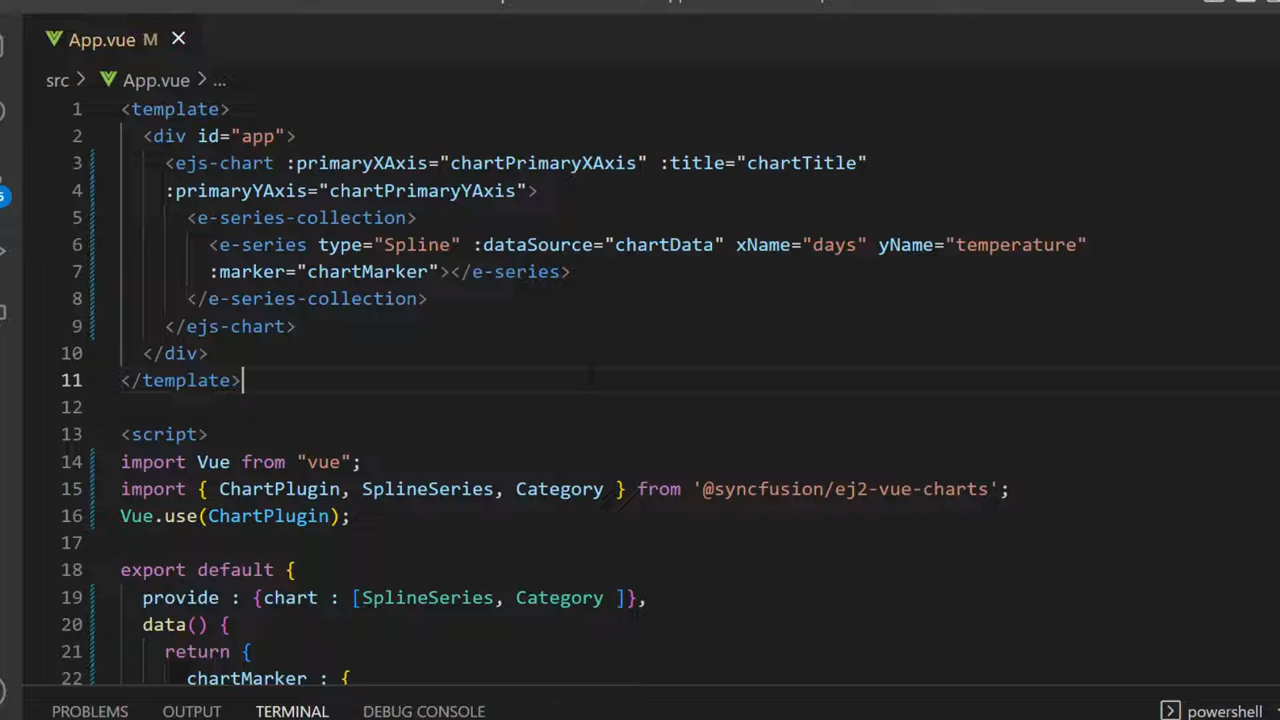 App.vue M
src > App.vue > ...
1 <template>
2 <div id="app">
3 <ejs-chart :primaryXAxis="chartPrimaryXAxis" :title="chartTitle"
4 :primaryYAxis="chartPrimaryYAxis">
5 <e-series-collection>
6 <e-series type="Spline" :dataSource="chartData" xName="days" yName="temperature"
7 :marker="chartMarker"></e-series>
8 </e-series-collection>
9 </ejs-chart>
10 </div>
11 </template>
12
13 <script>
14 import Vue from "vue";
15 import { ChartPlugin, SplineSeries, Category } from '@syncfusion/ej2-vue-charts';
16 Vue.use(ChartPlugin);
17
18 export default {
19 provide : {chart : [SplineSeries, Category ]},
20 data() {
21 return {
22 chartMarker : {
PROBLEMS OUTPUT TERMINAL DEBUG CONSOLE powershell